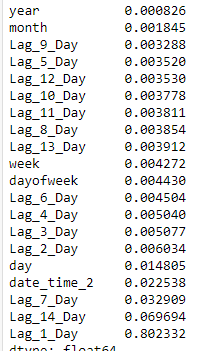 year 0.000826
month 0.001845
Lag_9_Day 0.003288
Lag_5_Day 0.003520
Lag_12_Day 0.003530
Lag_10_Day 0.003778
Lag_11_Day 0.003811
Lag_8_Day 0.003854
Lag_13_Day 0.003912
week 0.004272
dayofweek 0.004430
Lag_6_Day 0.004504
Lag_4_Day 0.005040
Lag_3_Day 0.005077
Lag_2_Day 0.006034
day 0.014805
date_time_2 0.022538
Lag_7_Day 0.032909
Lag_14_Day 0.069694
Lag_1_Day 0.802332
dtype: float64